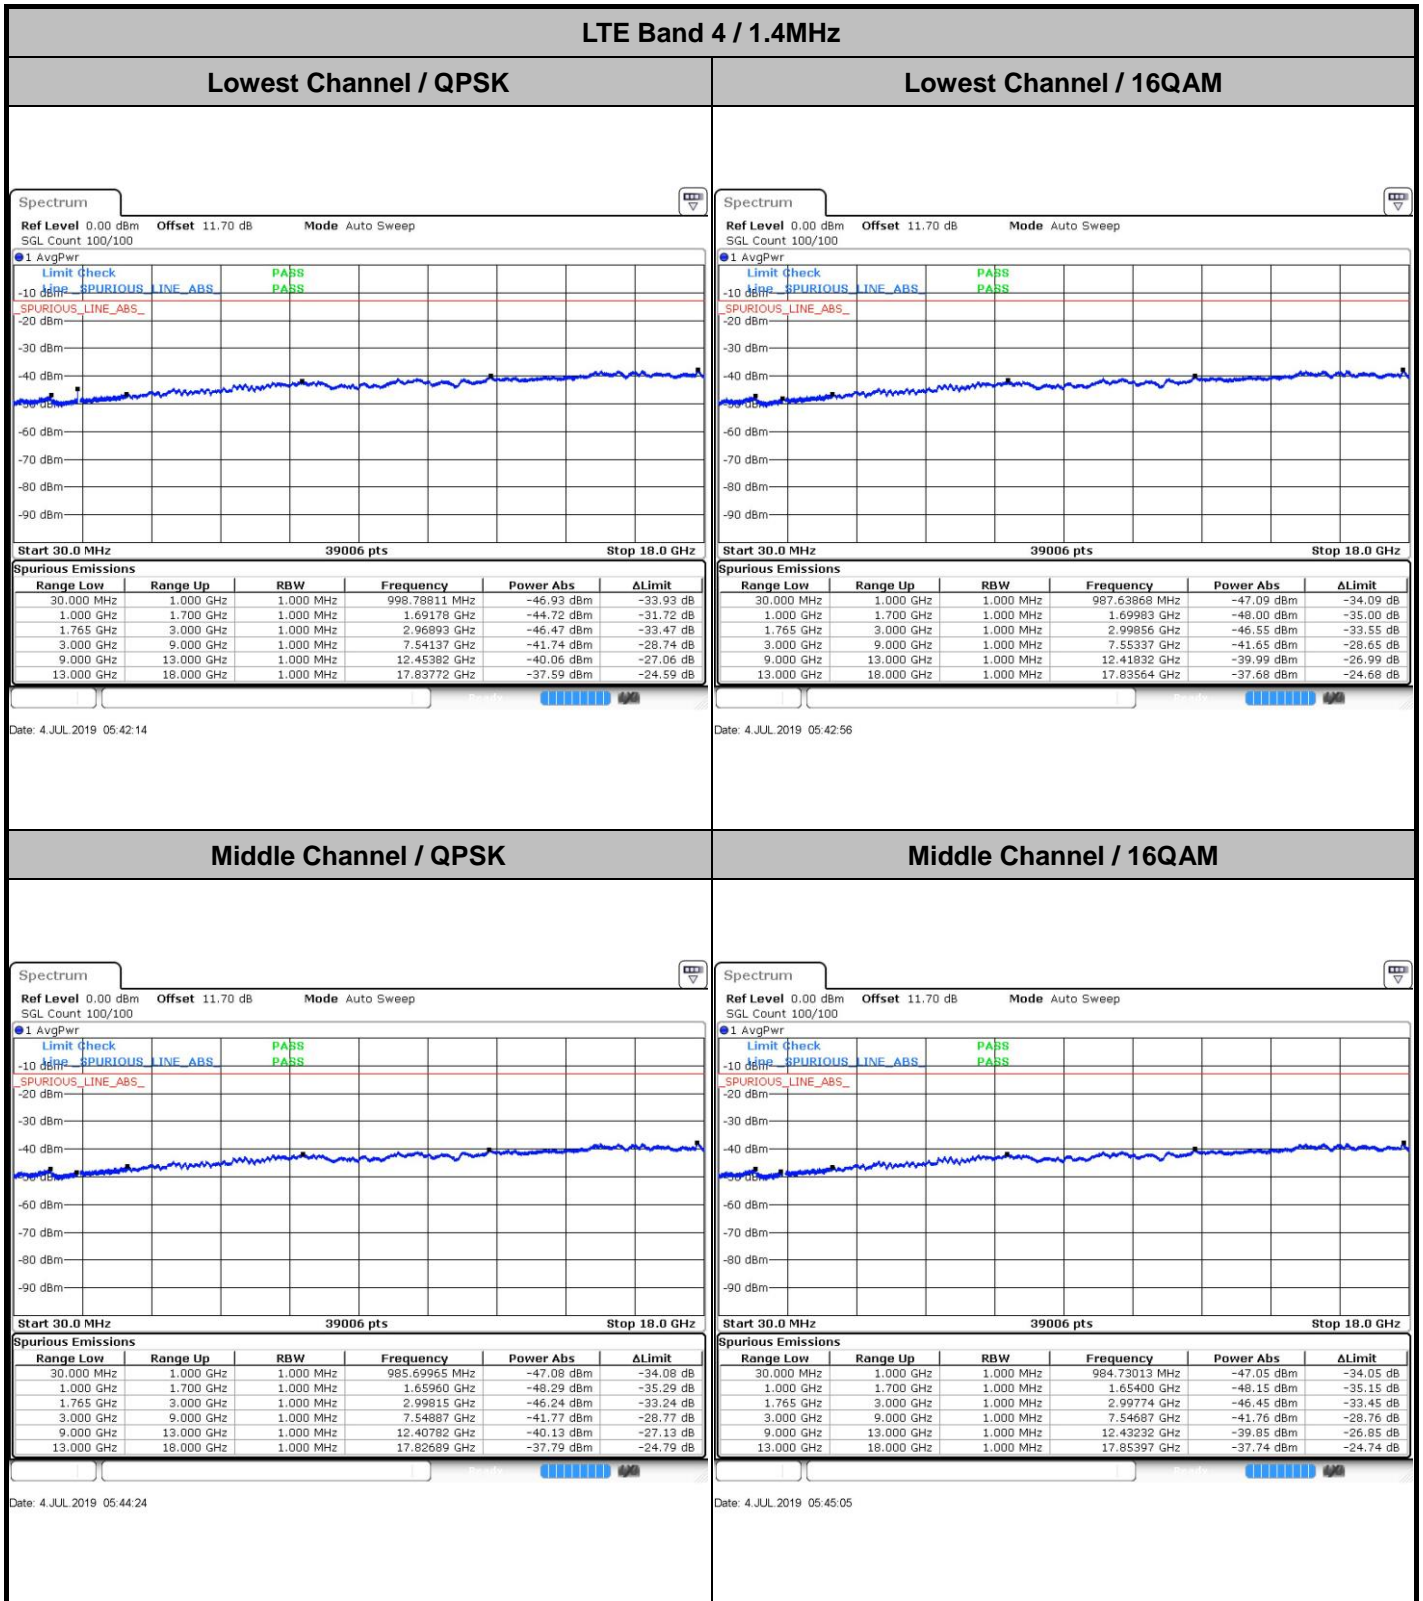 LTE Band 4 / 1.4MHz
Lowest Channel / QPSK
Lowest Channel / 16QAM
Spectrum
Ref Level 0.00 dBm Offset 11.70 dB Mode Auto Sweep
SGL Count 100/100
1 AvgPwr
Limit Check PASS
Line _SPURIOUS_LINE_ABS_ PASS
-10 dBm
_SPURIOUS_LINE_ABS_
-20 dBm
-30 dBm
-40 dBm
-50 dBm
-60 dBm
-70 dBm
-80 dBm
-90 dBm
Start 30.0 MHz 39006 pts Stop 18.0 GHz
Spurious Emissions
Range Low Range Up RBW Frequency Power Abs ΔLimit
30.000 MHz 1.000 GHz 1.000 MHz 998.78811 MHz -46.93 dBm -33.93 dB
1.000 GHz 1.700 GHz 1.000 MHz 1.69178 GHz -44.72 dBm -31.72 dB
1.765 GHz 3.000 GHz 1.000 MHz 2.96893 GHz -46.47 dBm -33.47 dB
3.000 GHz 9.000 GHz 1.000 MHz 7.54137 GHz -41.74 dBm -28.74 dB
9.000 GHz 13.000 GHz 1.000 MHz 12.45382 GHz -40.06 dBm -27.06 dB
13.000 GHz 18.000 GHz 1.000 MHz 17.83772 GHz -37.59 dBm -24.59 dB
Date: 4.JUL.2019 05:42:14
Spectrum
Ref Level 0.00 dBm Offset 11.70 dB Mode Auto Sweep
SGL Count 100/100
1 AvgPwr
Limit Check PASS
Line _SPURIOUS_LINE_ABS_ PASS
-10 dBm
_SPURIOUS_LINE_ABS_
-20 dBm
-30 dBm
-40 dBm
-50 dBm
-60 dBm
-70 dBm
-80 dBm
-90 dBm
Start 30.0 MHz 39006 pts Stop 18.0 GHz
Spurious Emissions
Range Low Range Up RBW Frequency Power Abs ΔLimit
30.000 MHz 1.000 GHz 1.000 MHz 987.63868 MHz -47.09 dBm -34.09 dB
1.000 GHz 1.700 GHz 1.000 MHz 1.69983 GHz -48.00 dBm -35.00 dB
1.765 GHz 3.000 GHz 1.000 MHz 2.99856 GHz -46.55 dBm -33.55 dB
3.000 GHz 9.000 GHz 1.000 MHz 7.55337 GHz -41.65 dBm -28.65 dB
9.000 GHz 13.000 GHz 1.000 MHz 12.41832 GHz -39.99 dBm -26.99 dB
13.000 GHz 18.000 GHz 1.000 MHz 17.83564 GHz -37.68 dBm -24.68 dB
Date: 4.JUL.2019 05:42:56
Middle Channel / QPSK
Middle Channel / 16QAM
Spectrum
Ref Level 0.00 dBm Offset 11.70 dB Mode Auto Sweep
SGL Count 100/100
1 AvgPwr
Limit Check PASS
Line _SPURIOUS_LINE_ABS_ PASS
-10 dBm
_SPURIOUS_LINE_ABS_
-20 dBm
-30 dBm
-40 dBm
-50 dBm
-60 dBm
-70 dBm
-80 dBm
-90 dBm
Start 30.0 MHz 39006 pts Stop 18.0 GHz
Spurious Emissions
Range Low Range Up RBW Frequency Power Abs ΔLimit
30.000 MHz 1.000 GHz 1.000 MHz 985.69965 MHz -47.08 dBm -34.08 dB
1.000 GHz 1.700 GHz 1.000 MHz 1.65960 GHz -48.29 dBm -35.29 dB
1.765 GHz 3.000 GHz 1.000 MHz 2.99815 GHz -46.24 dBm -33.24 dB
3.000 GHz 9.000 GHz 1.000 MHz 7.54887 GHz -41.77 dBm -28.77 dB
9.000 GHz 13.000 GHz 1.000 MHz 12.40782 GHz -40.13 dBm -27.13 dB
13.000 GHz 18.000 GHz 1.000 MHz 17.82689 GHz -37.79 dBm -24.79 dB
Date: 4.JUL.2019 05:44:24
Spectrum
Ref Level 0.00 dBm Offset 11.70 dB Mode Auto Sweep
SGL Count 100/100
1 AvgPwr
Limit Check PASS
Line _SPURIOUS_LINE_ABS_ PASS
-10 dBm
_SPURIOUS_LINE_ABS_
-20 dBm
-30 dBm
-40 dBm
-50 dBm
-60 dBm
-70 dBm
-80 dBm
-90 dBm
Start 30.0 MHz 39006 pts Stop 18.0 GHz
Spurious Emissions
Range Low Range Up RBW Frequency Power Abs ΔLimit
30.000 MHz 1.000 GHz 1.000 MHz 984.73013 MHz -47.05 dBm -34.05 dB
1.000 GHz 1.700 GHz 1.000 MHz 1.65400 GHz -48.15 dBm -35.15 dB
1.765 GHz 3.000 GHz 1.000 MHz 2.99774 GHz -46.45 dBm -33.45 dB
3.000 GHz 9.000 GHz 1.000 MHz 7.54687 GHz -41.76 dBm -28.76 dB
9.000 GHz 13.000 GHz 1.000 MHz 12.43232 GHz -39.85 dBm -26.85 dB
13.000 GHz 18.000 GHz 1.000 MHz 17.85397 GHz -37.74 dBm -24.74 dB
Date: 4.JUL.2019 05:45:05